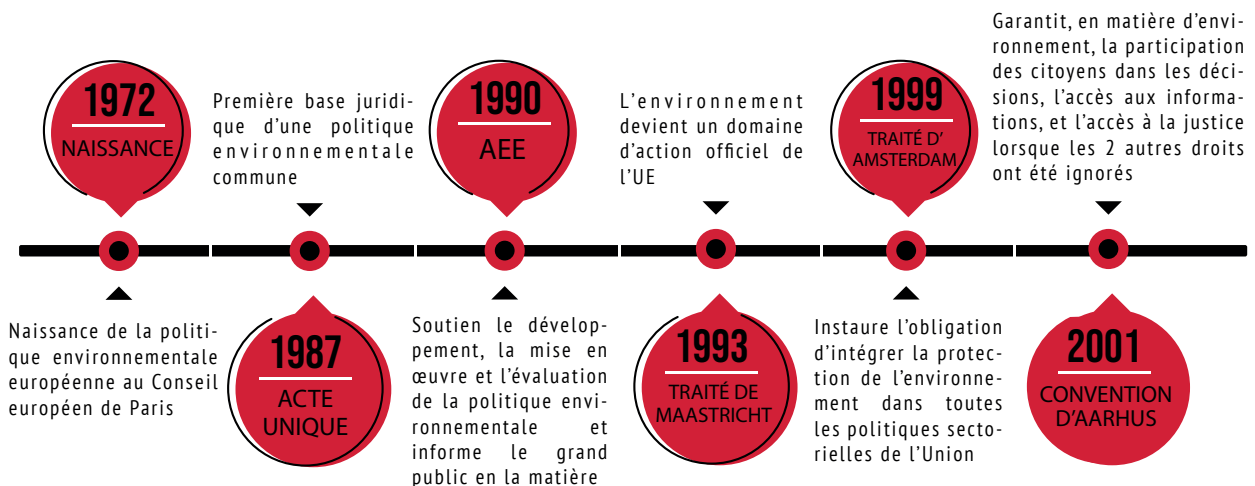 1972
NAISSANCE
Naissance de la politi-
que environnementale
européenne au Conseil
européen de Paris
Première base juridi-
que d'une politique
environnementale
commune
1987
ACTE
UNIQUE
1990
AEE
Soutien le dévelop-
pement, la mise en
œuvre et l'évaluation
de la politique envi-
ronnementale et
informe le grand
public en la matière
L'environnement
devient un domaine
d'action officiel de
l'UE
1993
TRAITÉ DE
MAASTRICHT
1999
TRAITÉ D'
AMSTERDAM
Instaure l'obligation
d'intégrer la protec-
tion de l'environne-
ment dans toutes
les politiques secto-
rielles de l'Union
Garantit, en matière d'envi-
ronnement, la participation
des citoyens dans les déci-
sions, l'accès aux informa-
tions, et l'accès à la justice
lorsque les 2 autres droits
ont été ignorés
2001
CONVENTION
D'AARHUS